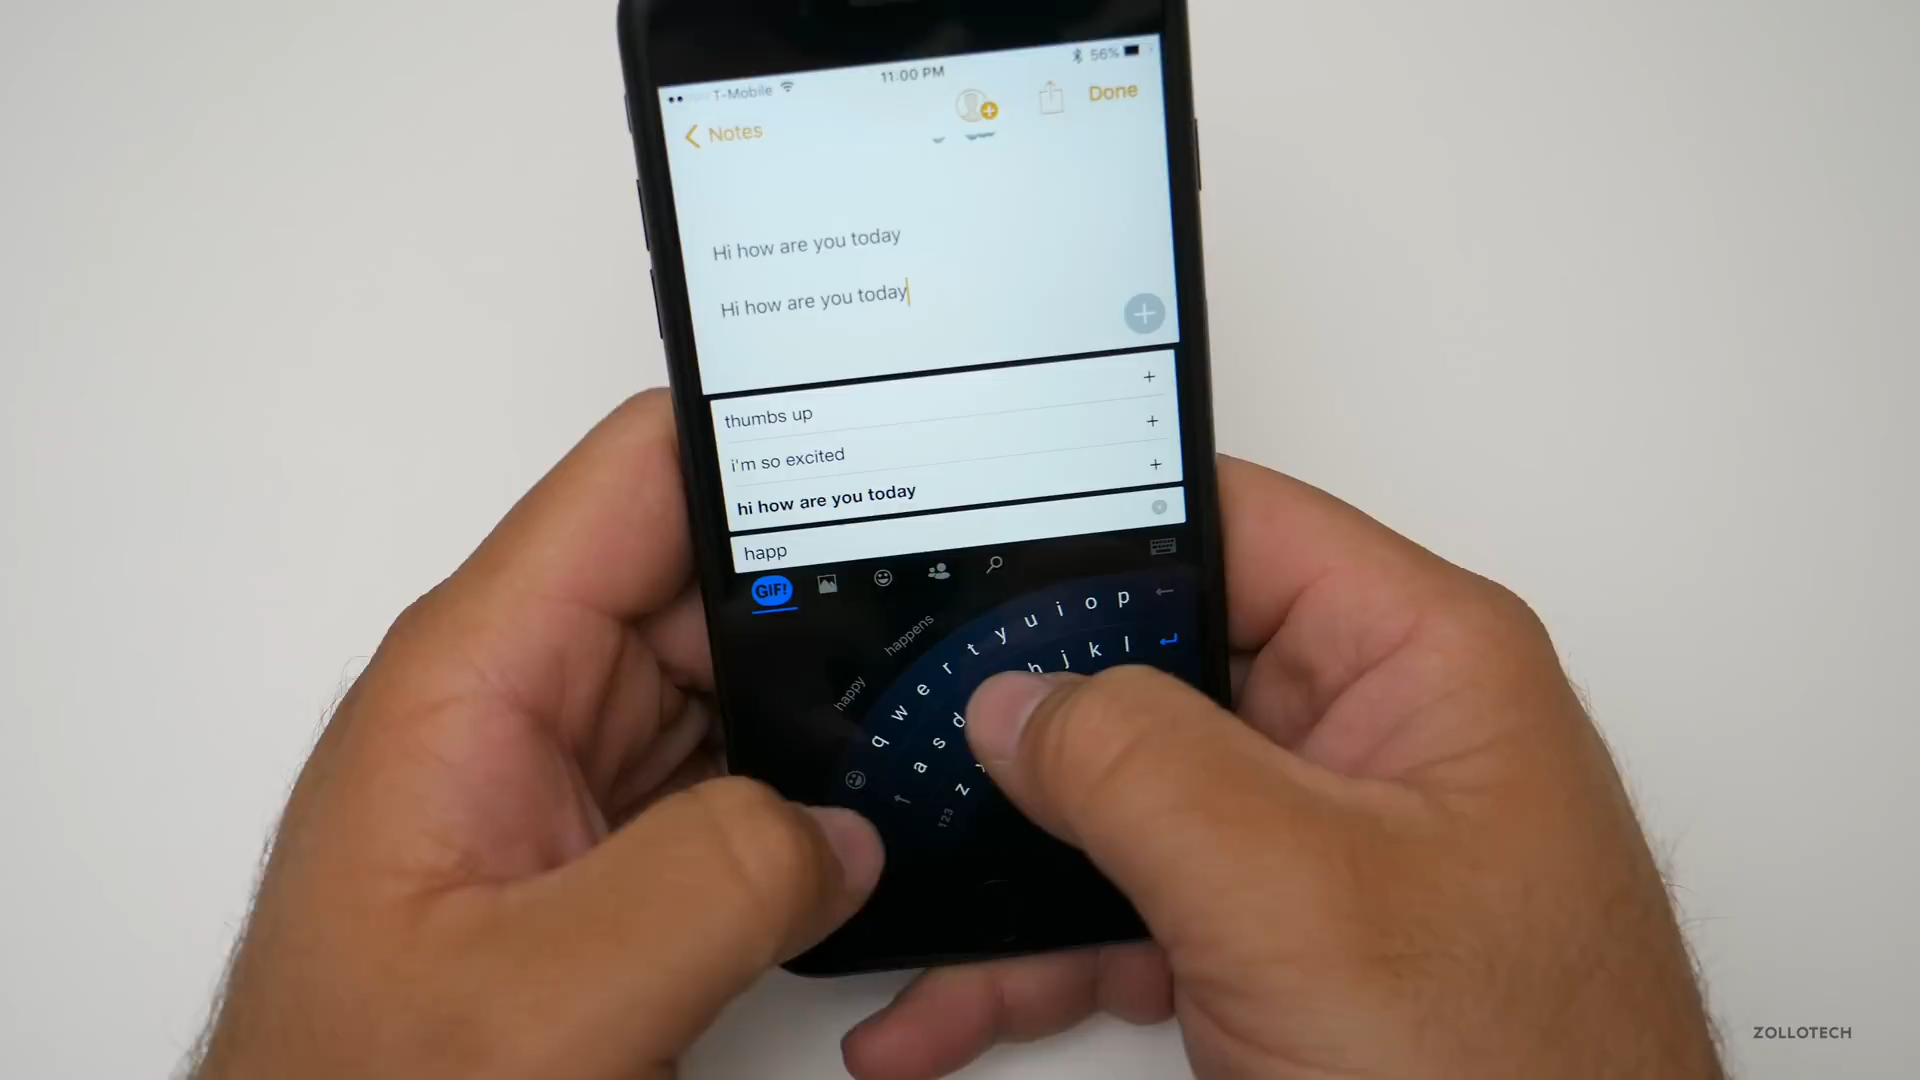 T-Mobile 11:00 PM 56%
Notes Done
Hi how are you today
Hi how are you today
thumbs up +
i'm so excited +
hi how are you today +
happ
GIF!
happy happens
q w e r t y u i o p
a s d h j k l
z
123
ZOLLOTECH